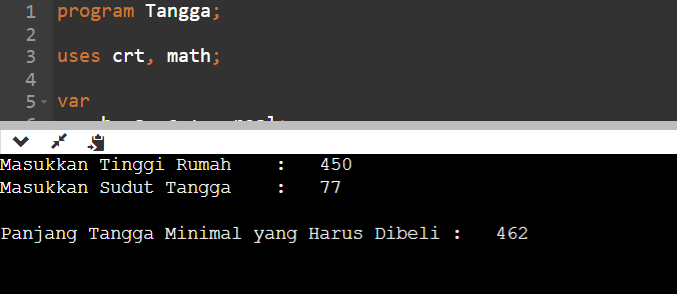 1 program Tangga;
2
3 uses crt, math;
4
5 var
Masukkan Tinggi Rumah : 450
Masukkan Sudut Tangga : 77
Panjang Tangga Minimal yang Harus Dibeli : 462